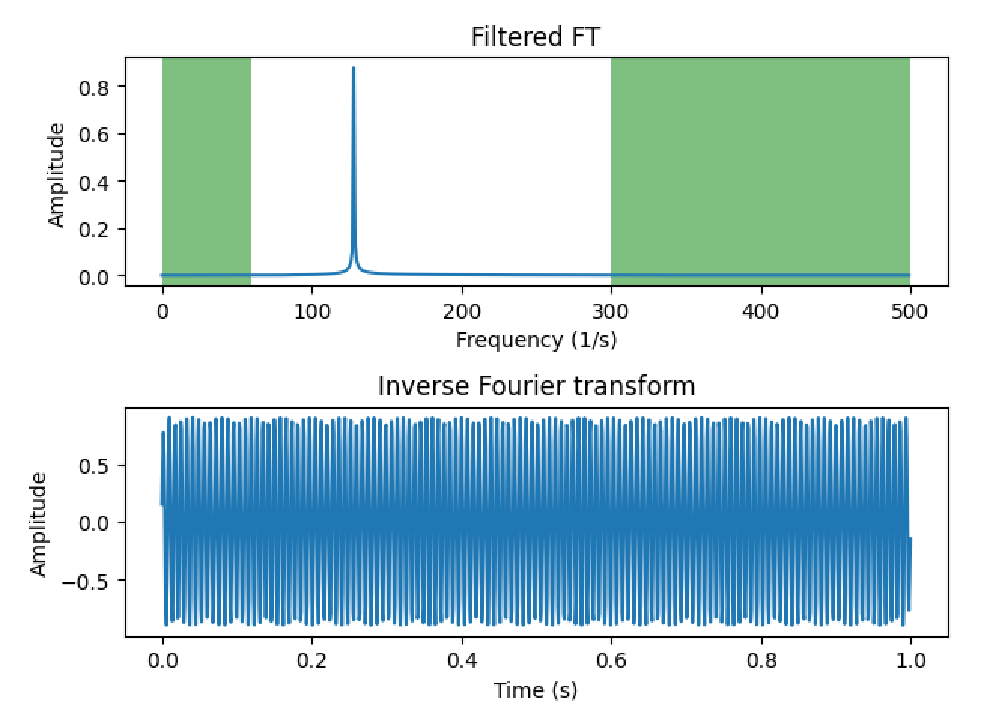 Filtered FT
Amplitude
0.8
0.6
0.4
0.2
0.0
0 100 200 300 400 500
Frequency (1/s)
Inverse Fourier transform
Amplitude
0.5
0.0
−0.5
0.0 0.2 0.4 0.6 0.8 1.0
Time (s)